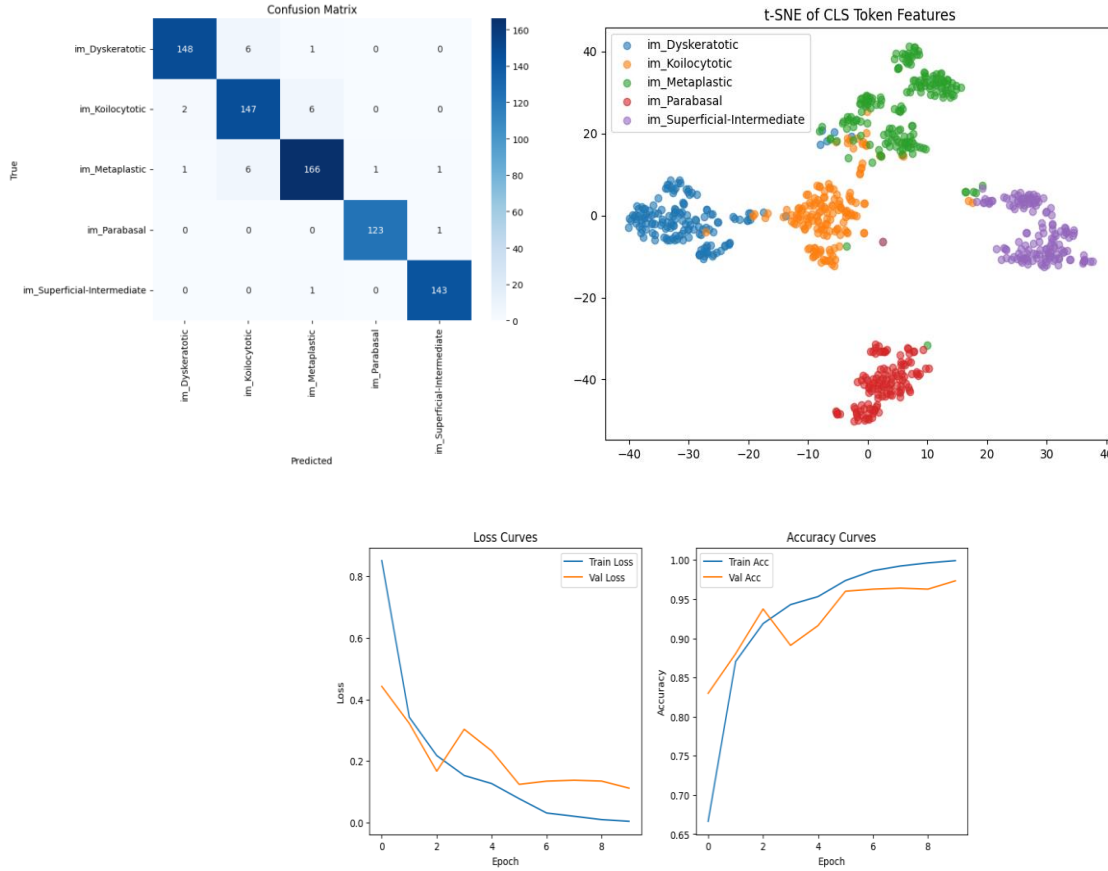 Confusion Matrix
True
im_Dyskeratotic 148 6 1 0 0
im_Koilocytotic 2 147 6 0 0
im_Metaplastic 1 6 166 1 1
im_Parabasal 0 0 0 123 1
im_Superficial-Intermediate 0 0 1 0 143
im_Dyskeratotic
im_Koilocytotic
im_Metaplastic
im_Parabasal
im_Superficial-Intermediate
Predicted
160
140
120
100
80
60
40
20
0
t-SNE of CLS Token Features
im_Dyskeratotic
im_Koilocytotic
im_Metaplastic
im_Parabasal
im_Superficial-Intermediate
40
20
0
−20
−40
−40 −30 −20 −10 0 10 20 30 40
Loss Curves
Train Loss
Val Loss
Loss
0.8
0.6
0.4
0.2
0.0
0 2 4 6 8
Epoch
Accuracy Curves
Train Acc
Val Acc
Accuracy
1.00
0.95
0.90
0.85
0.80
0.75
0.70
0.65
0 2 4 6 8
Epoch